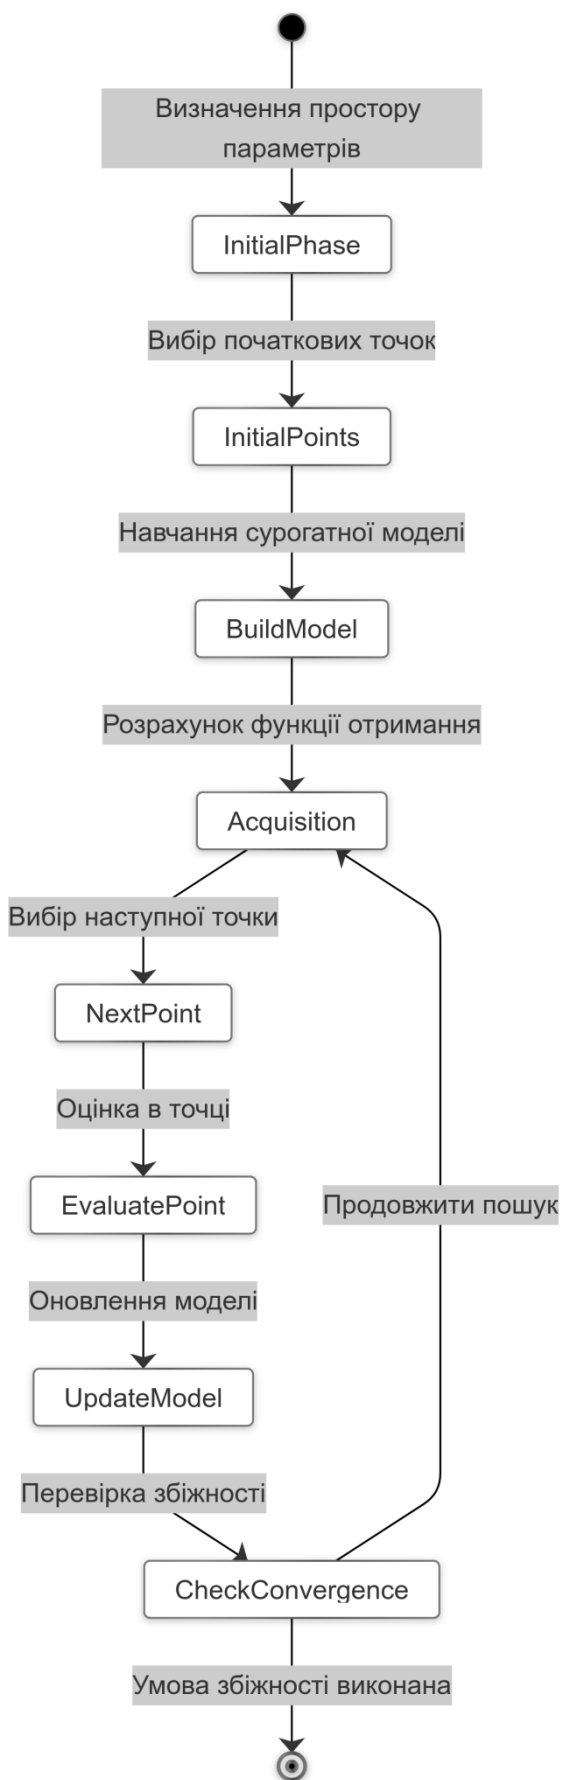 Визначення простору
параметрів
InitialPhase
Вибір початкових точок
InitialPoints
Навчання сурогатної моделі
BuildModel
Розрахунок функції отримання
Acquisition
Вибір наступної точки
NextPoint
Оцінка в точці
EvaluatePoint
Продовжити пошук
Оновлення моделі
UpdateModel
Перевірка збіжності
CheckConvergence
Умова збіжності виконана